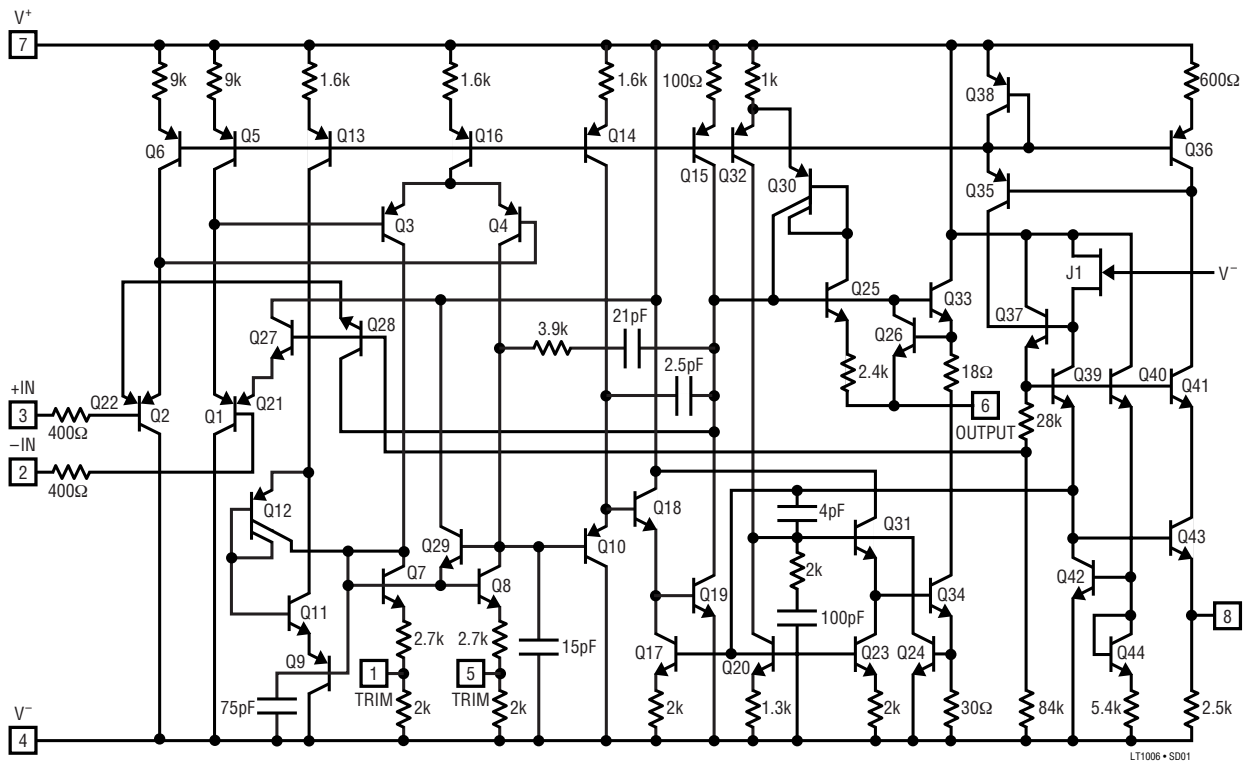 V+
7
9k
9k
1.6k
1.6k
1.6k
100Ω
1k
Q38
600Ω
Q6
Q5
Q13
Q16
Q14
Q15
Q32
Q30
Q36
Q35
Q3
Q4
J1
V–
Q27
Q28
3.9k
21pF
2.5pF
Q25
Q33
Q26
Q37
2.4k
18Ω
Q39
Q40
Q41
+IN
3
400Ω
Q22
Q2
Q1
Q21
6
OUTPUT
28k
–IN
2
400Ω
Q12
Q29
Q10
Q18
4pF
Q31
Q43
Q7
Q8
Q11
2k
Q34
Q42
2.7k
2.7k
15pF
Q19
100pF
8
Q9
1
TRIM
5
TRIM
Q17
Q20
Q23
Q24
Q44
75pF
2k
2k
2k
1.3k
2k
30Ω
84k
5.4k
2.5k
V–
4
LT1006 • SD01